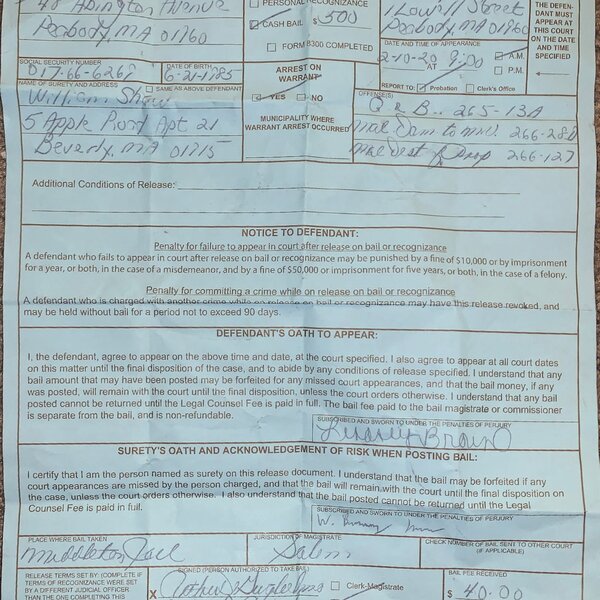 48 Abington Avenue
Peabody, MA 01960
PERSONAL RECOGNIZANCE
CASH BAIL $ 500
FORM B300 COMPLETED
1 Lowell Street
Peabody, MA 01960
DATE AND TIME OF APPEARANCE
2-10-20 AT 9:00
A.M.
P.M.
REPORT TO: Probation Clerk's Office
THE DEFEN-
DANT MUST
APPEAR AT
THIS COURT
ON THE DATE
AND TIME
SPECIFIED
SOCIAL SECURITY NUMBER
DATE OF BIRTH
6-21-1985
ARREST ON
WARRANT
YES NO
NAME OF SURETY AND ADDRESS
SAME AS ABOVE DEFENDANT
William
5 Apple Apt 21
Beverly, MA 01715
MUNICIPALITY WHERE
WARRANT ARREST OCCURRED
OFFENSE(S)
A & B.. 265-13A
Mal Dam to m.v. 266-28A
Mal Dest of Prop 266-127
Additional Conditions of Release:
NOTICE TO DEFENDANT:
Penalty for failure to appear in court after release on bail or recognizance
A defendant who fails to appear in court after release on bail or recognizance may be punished by a fine of $10,000 or by imprisonment
for a year, or both, in the case of a misdemeanor, and by a fine of $50,000 or imprisonment for five years, or both, in the case of a felony.
Penalty for committing a crime while on release on bail or recognizance
A defendant who is charged with another crime while on release on bail or recognizance may have this release revoked, and
may be held without bail for a period not to exceed 90 days.
DEFENDANT'S OATH TO APPEAR:
I, the defendant, agree to appear on the above time and date, at the court specified. I also agree to appear at all court dates
on this matter until the final disposition of the case, and to abide by any conditions of release specified. I understand that any
bail amount that may have been posted may be forfeited for any missed court appearances, and that the bail money, if any
was posted, will remain with the court until final disposition, unless the court orders otherwise. I understand that any bail
posted cannot be returned until the Legal Counsel Fee is paid in full. The bail fee paid to the bail magistrate or commissioner
is separate from the bail, and is non-refundable.
SUBSCRIBED AND SWORN TO UNDER THE PENALTIES OF PERJURY
SURETY'S OATH AND ACKNOWLEDGEMENT OF RISK WHEN POSTING BAIL:
I certify that I am the person named as surety on this release document. I understand that the bail may be forfeited if any
court appearances are missed by the person charged, and that the bail will remain with the court until the final disposition on
the case, unless the court orders otherwise. I also understand that the bail posted cannot be returned until the Legal
Counsel Fee is paid in full.
SUBSCRIBED AND SWORN TO UNDER THE PENALTIES OF PERJURY
PLACE WHERE BAIL TAKEN
Middleton Jail
JURISDICTION OF MAGISTRATE
Salem
CHECK NUMBER OF BAIL SENT TO OTHER COURT
(IF APPLICABLE)
RELEASE TERMS SET BY: (COMPLETE IF
TERMS OF RECOGNIZANCE WERE SET
BY A DIFFERENT JUDICIAL OFFICER
THAN THE ONE COMPLETING THIS
SIGNED (PERSON AUTHORIZED TO TAKE BAIL)
X
Clerk-Magistrate
BAIL FEE RECEIVED
$ 40.00